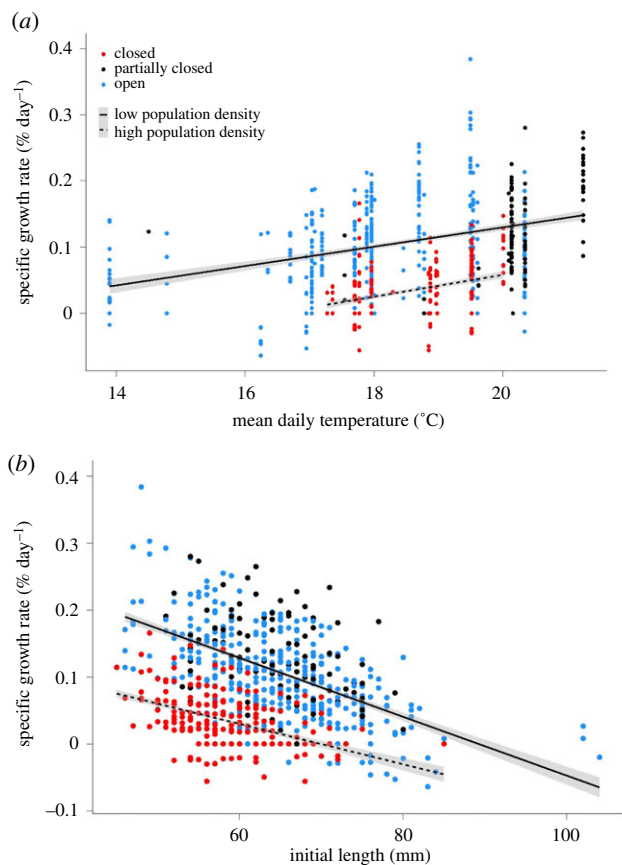 (a)
0.4
closed
partially closed
open
0.3
low population density
high population density
0.2
0.1
0
specific growth rate (% day⁻¹)
14 16 18 20
mean daily temperature (˚C)
(b)
0.4
0.3
0.2
0.1
0
–0.1
specific growth rate (% day⁻¹)
60 80 100
initial length (mm)